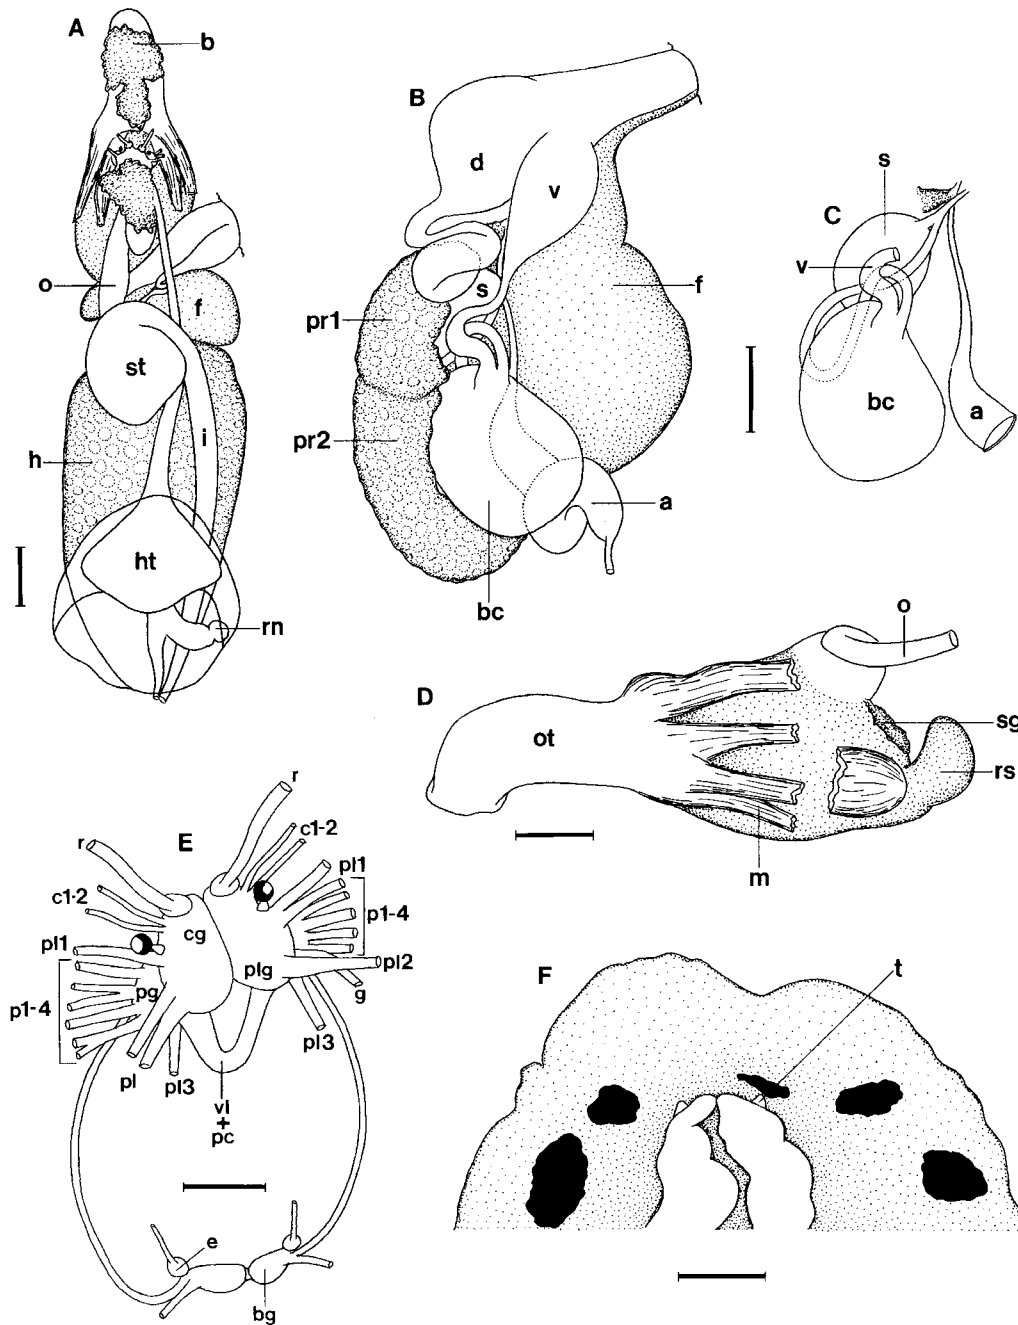 A
b
o
f
st
i
h
ht
rn
B
d
v
s
f
pr1
pr2
a
bc
s
C
v
bc
a
D
o
ot
sg
rs
m
E
r
r
c1-2
c1-2
pl1
pl1
p1-4
cg
plg
pl2
pg
g
p1-4
pl
pl3
pl3
vl
+
pc
e
bg
F
t